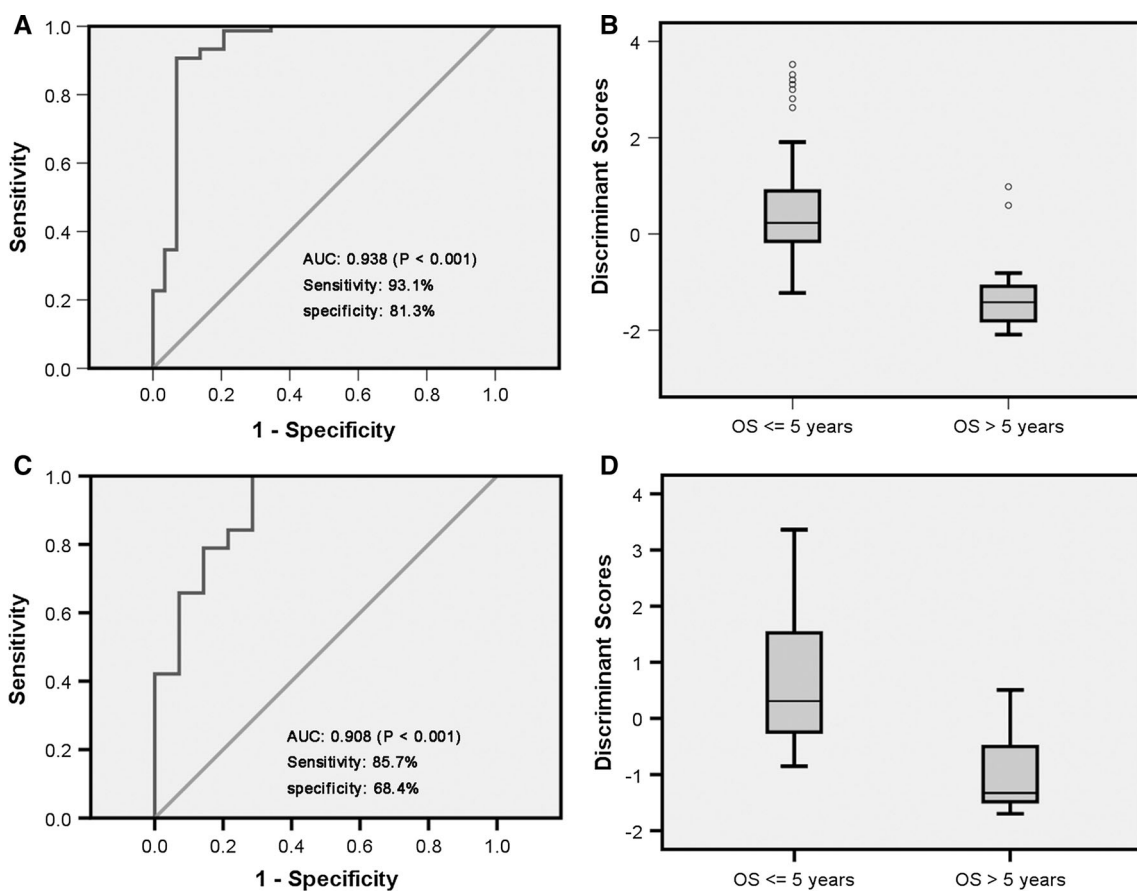 A
Sensitivity
1.0
0.8
0.6
0.4
0.2
0.0
AUC: 0.938 (P < 0.001)
Sensitivity: 93.1%
specificity: 81.3%
0.0 0.2 0.4 0.6 0.8 1.0
1 - Specificity
B
Discriminant Scores
4
2
0
-2
OS <= 5 years OS > 5 years
C
Sensitivity
1.0
0.8
0.6
0.4
0.2
0.0
AUC: 0.908 (P < 0.001)
Sensitivity: 85.7%
specificity: 68.4%
0.0 0.2 0.4 0.6 0.8 1.0
1 - Specificity
D
Discriminant Scores
4
3
2
1
0
-1
-2
OS <= 5 years OS > 5 years